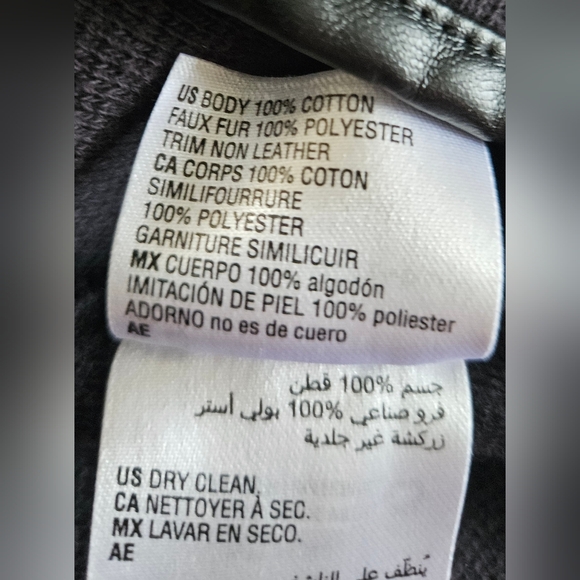 US BODY 100% COTTON
FAUX FUR 100% POLYESTER
TRIM NON LEATHER
CA CORPS 100% COTON
SIMILIFOURRURE
100% POLYESTER
GARNITURE SIMILICUIR
MX CUERPO 100% algodón
IMITACIÓN DE PIEL 100% poliester
ADORNO no es de cuero
AE
جسم 100% قطن
فرو صناعي 100% بولي أستر
زركشة غير جلدية
US DRY CLEAN.
CA NETTOYER À SEC.
MX LAVAR EN SECO.
AE
يُنظّف على